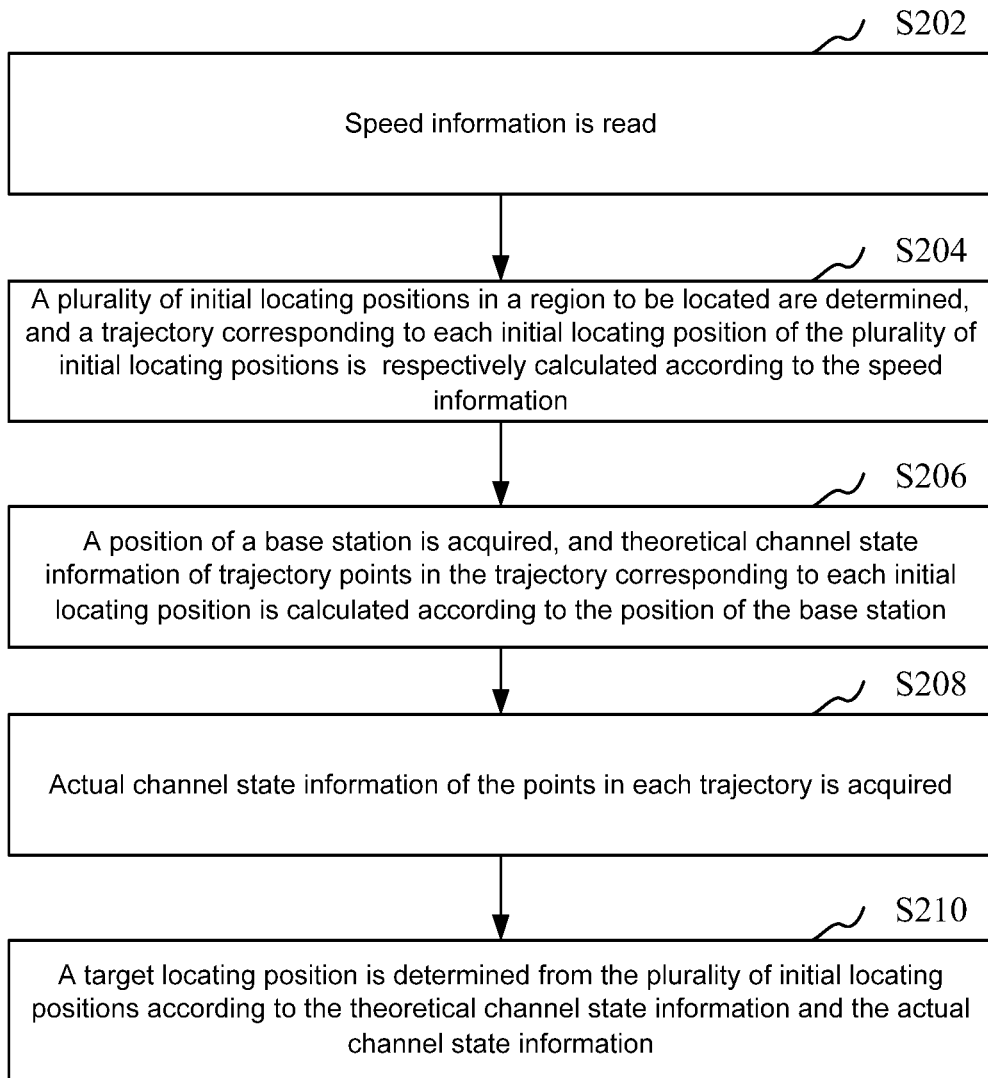 S202
Speed information is read
S204
A plurality of initial locating positions in a region to be located are determined,
and a trajectory corresponding to each initial locating position of the plurality of
initial locating positions is respectively calculated according to the speed
information
S206
A position of a base station is acquired, and theoretical channel state
information of trajectory points in the trajectory corresponding to each initial
locating position is calculated according to the position of the base station
S208
Actual channel state information of the points in each trajectory is acquired
S210
A target locating position is determined from the plurality of initial locating
positions according to the theoretical channel state information and the actual
channel state information